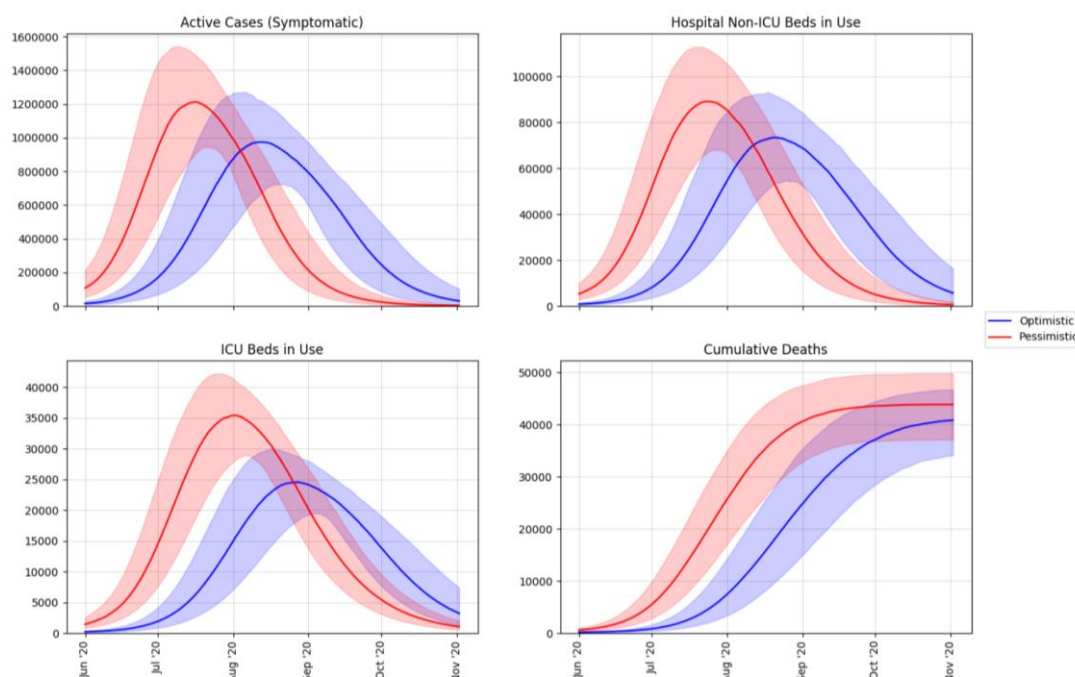 Active Cases (Symptomatic)
1600000
1400000
1200000
1000000
800000
600000
400000
200000
0
Hospital Non-ICU Beds in Use
100000
80000
60000
40000
20000
0
Optimistic
Pessimistic
ICU Beds in Use
40000
35000
30000
25000
20000
15000
10000
5000
0
Jun '20
Jul '20
Aug '20
Sep '20
Oct '20
Nov '20
Cumulative Deaths
50000
40000
30000
20000
10000
0
Jun '20
Jul '20
Aug '20
Sep '20
Oct '20
Nov '20